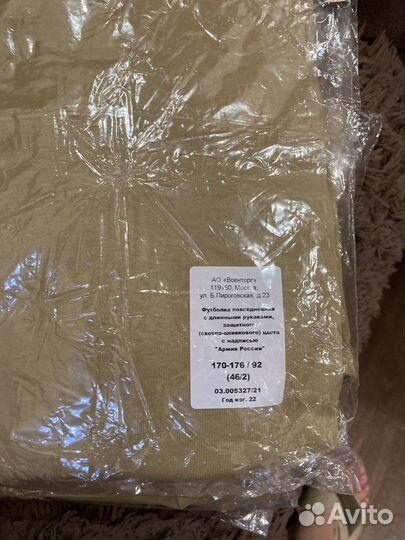 АО «Военторг»
119150, Москва,
ул. Б.Пироговская, д.23
Футболка повседневная
с длинными рукавами,
защитного
(светло-оливкового) цвета
с надписью
"Армия России"
170-176 / 92
(46/2)
03.005327/21
Год изг. 22
Avito